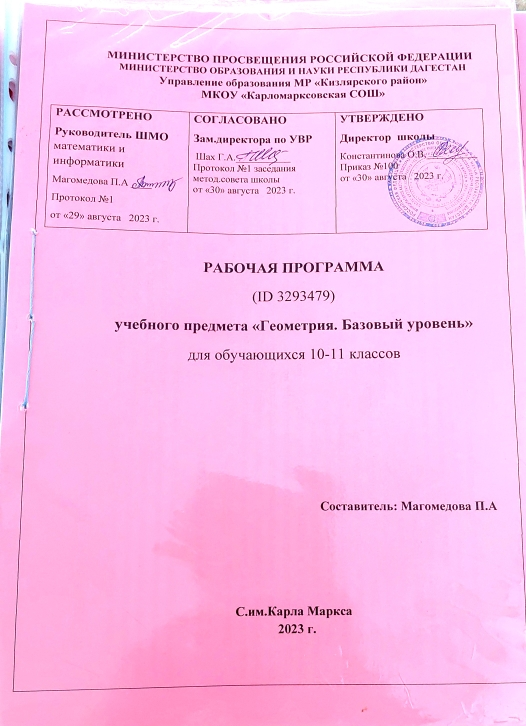 МИНИСТЕРСТВО ПРОСВЕЩЕНИЯ РОССИЙСКОЙ ФЕДЕРАЦИИ
МИНИСТЕРСТВО ОБРАЗОВАНИЯ И НАУКИ РЕСПУБЛИКИ ДАГЕСТАН
Управление образования МР «Кизлярского район»
МКОУ «Карломарксовская СОШ»
РАССМОТРЕНО
Руководитель ШМО
математики и
информатики
Магомедова П.А
Протокол №1
от «29» августа 2023 г.
СОГЛАСОВАНО
Зам.директора по УВР
Шах Г.А.
Протокол №1 заседания
метод.совета школы
от «30» августа 2023 г.
УТВЕРЖДЕНО
Директор школы
Константинова О.В.
Приказ №100
от «30» августа 2023 г.
РАБОЧАЯ ПРОГРАММА
(ID 3293479)
учебного предмета «Геометрия. Базовый уровень»
для обучающихся 10-11 классов
Составитель: Магомедова П.А
С.им.Карла Маркса
2023 г.